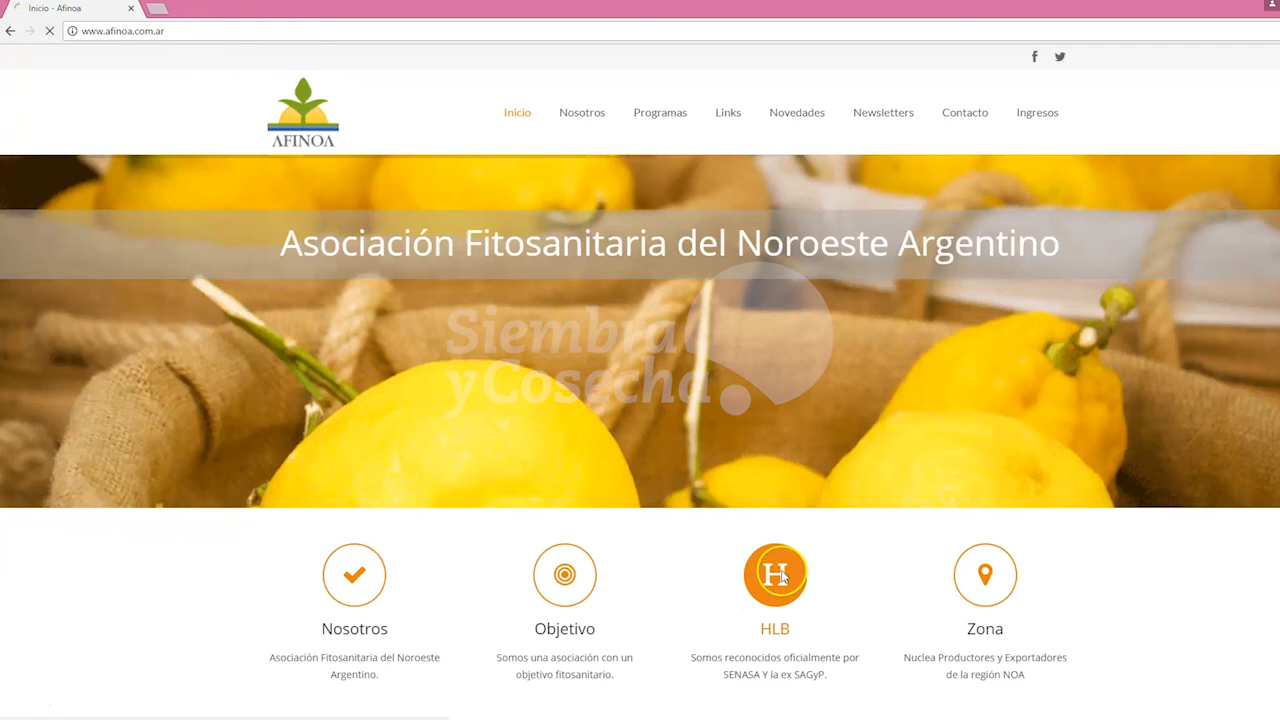 Inicio - Afinoa
www.afinoa.com.ar
AFINOA
Inicio Nosotros Programas Links Novedades Newsletters Contacto Ingresos
Asociación Fitosanitaria del Noroeste Argentino
Siembra
y Cosecha
H
Nosotros
Asociación Fitosanitaria del Noroeste
Argentino.
Objetivo
Somos una asociación con un
objetivo fitosanitario.
HLB
Somos reconocidos oficialmente por
SENASA Y la ex SAGyP.
Zona
Nuclea Productores y Exportadores
de la región NOA